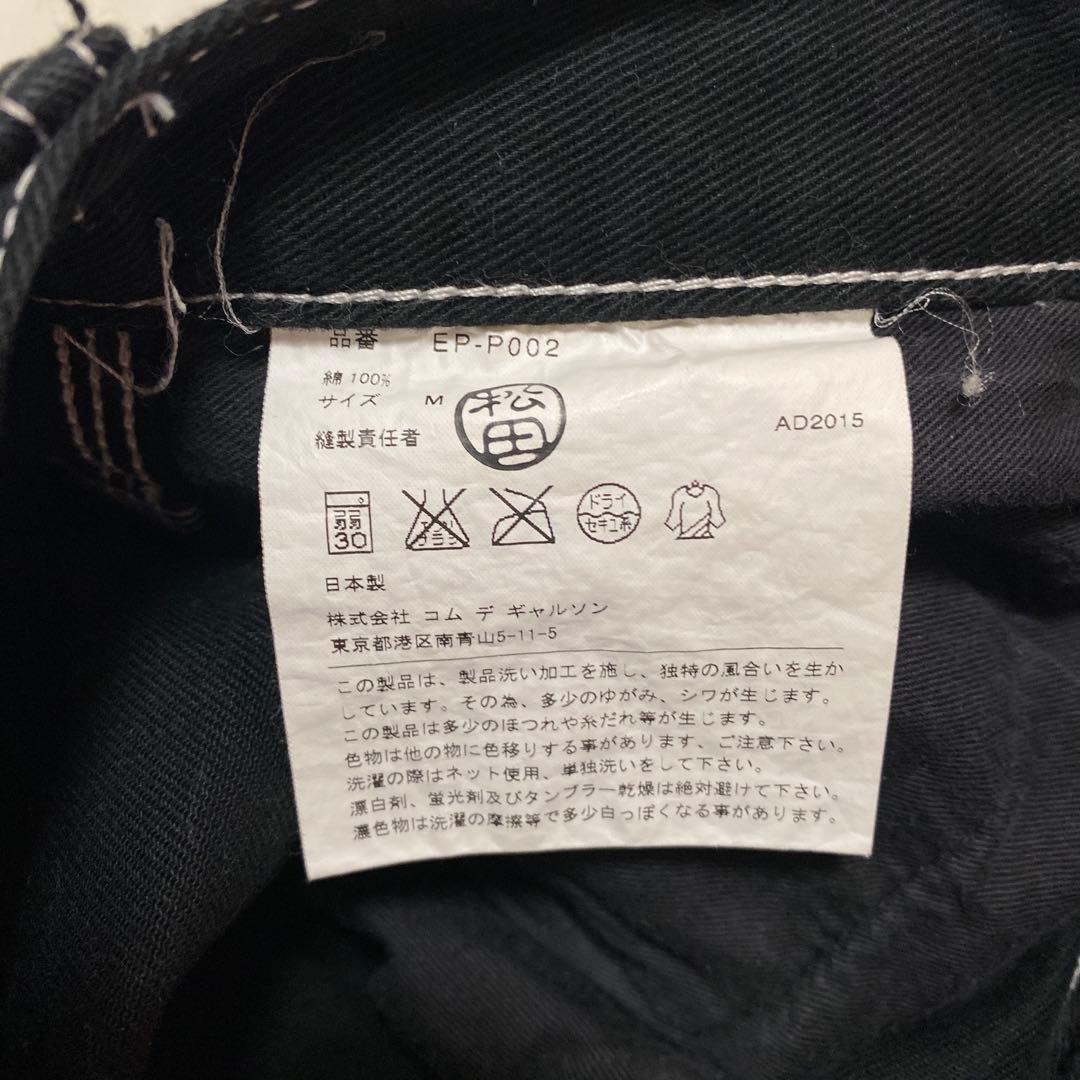 品番 EP-P002
綿 100%
サイズ M
縫製責任者 松田
AD2015
弱
30
エンソ
サラシ
ドライ
セキユ系
日本製
株式会社 コム デ ギャルソン
東京都港区南青山5-11-5
この製品は、製品洗い加工を施し、独特の風合いを生か
しています。その為、多少のゆがみ、シワが生じます。
この製品は多少のほつれや糸だれ等が生じます。
色物は他の物に色移りする事があります、ご注意下さい。
洗濯の際はネット使用、単独洗いをして下さい。
漂白剤、蛍光剤及びタンブラー乾燥は絶対避けて下さい。
濃色物は洗濯の摩擦等で多少白っぽくなる事があります。